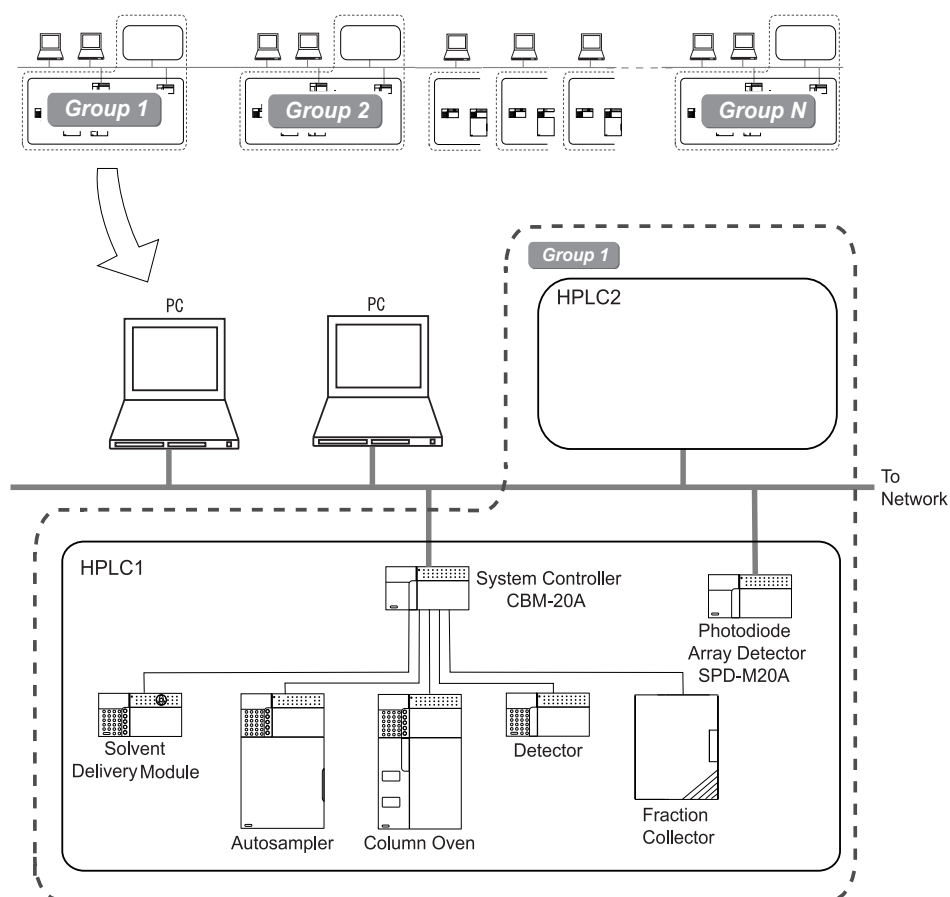 Group 1
Group 2
Group N
Group 1
HPLC2
PC
PC
To
Network
HPLC1
System Controller
CBM-20A
Photodiode
Array Detector
SPD-M20A
Solvent
Delivery Module
Autosampler
Column Oven
Detector
Fraction
Collector